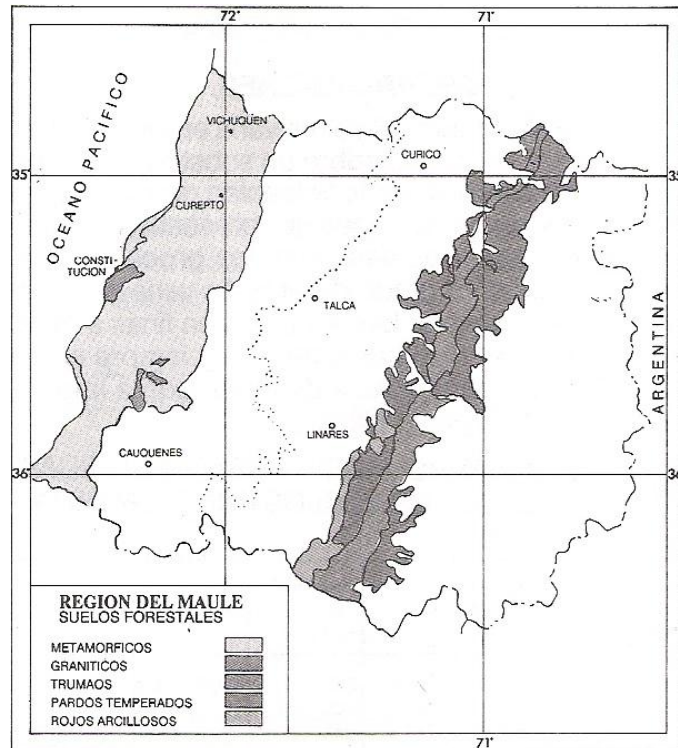 72°
71°
VICHUQUEN
CURICO
35°
35
CUREPTO
OCEANO PACIFICO
CONSTI-
TUCION
TALCA
ARGENTINA
LINARES
CAUQUENES
36°
36
REGION DEL MAULE
SUELOS FORESTALES
METAMORFICOS
GRANITICOS
TRUMAOS
PARDOS TEMPERADOS
ROJOS ARCILLOSOS
71°